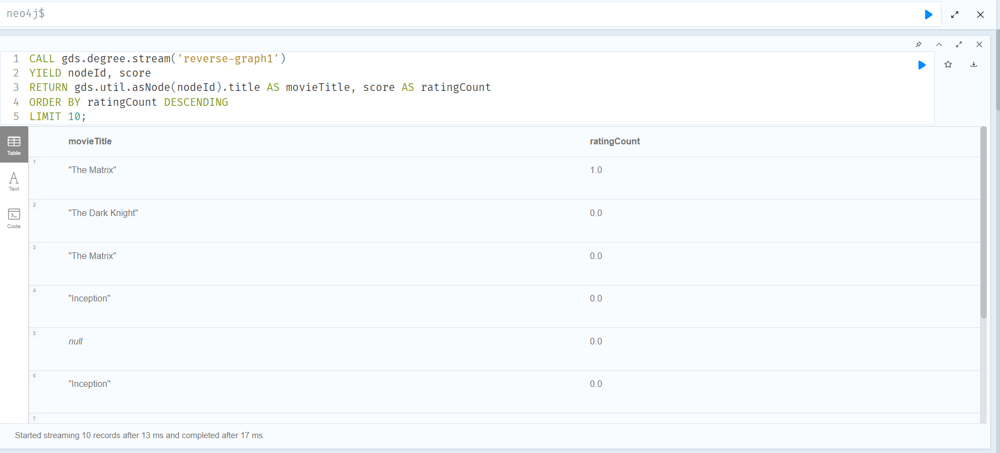 neo4j$
1 CALL gds.degree.stream('reverse-graph1')
2 YIELD nodeId, score
3 RETURN gds.util.asNode(nodeId).title AS movieTitle, score AS ratingCount
4 ORDER BY ratingCount DESCENDING
5 LIMIT 10;
Table
Text
Code
movieTitle ratingCount
1 "The Matrix" 1.0
2 "The Dark Knight" 0.0
3 "The Matrix" 0.0
4 "Inception" 0.0
5 null 0.0
6 "Inception" 0.0
7
Started streaming 10 records after 13 ms and completed after 17 ms.